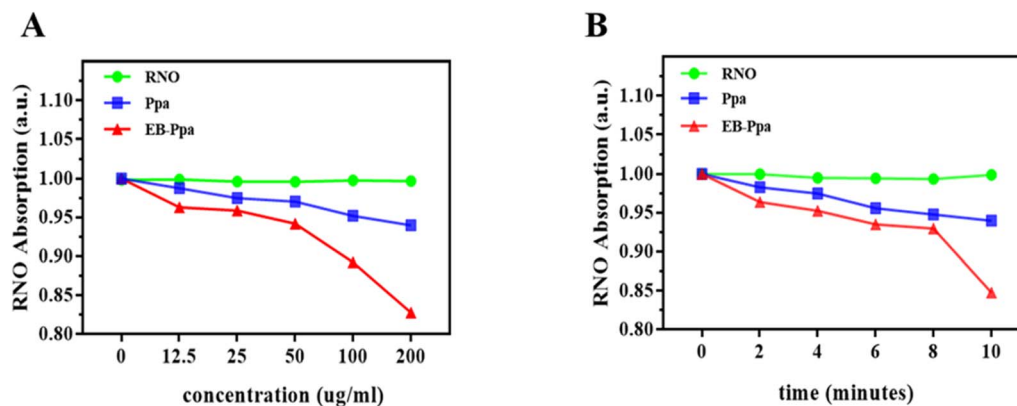 A
RNO Absorption (a.u.)
1.10
1.05
1.00
0.95
0.90
0.85
0.80
RNO
Ppa
EB-Ppa
0 12.5 25 50 100 200
concentration (ug/ml)
B
RNO Absorption (a.u.)
1.10
1.05
1.00
0.95
0.90
0.85
0.80
RNO
Ppa
EB-Ppa
0 2 4 6 8 10
time (minutes)